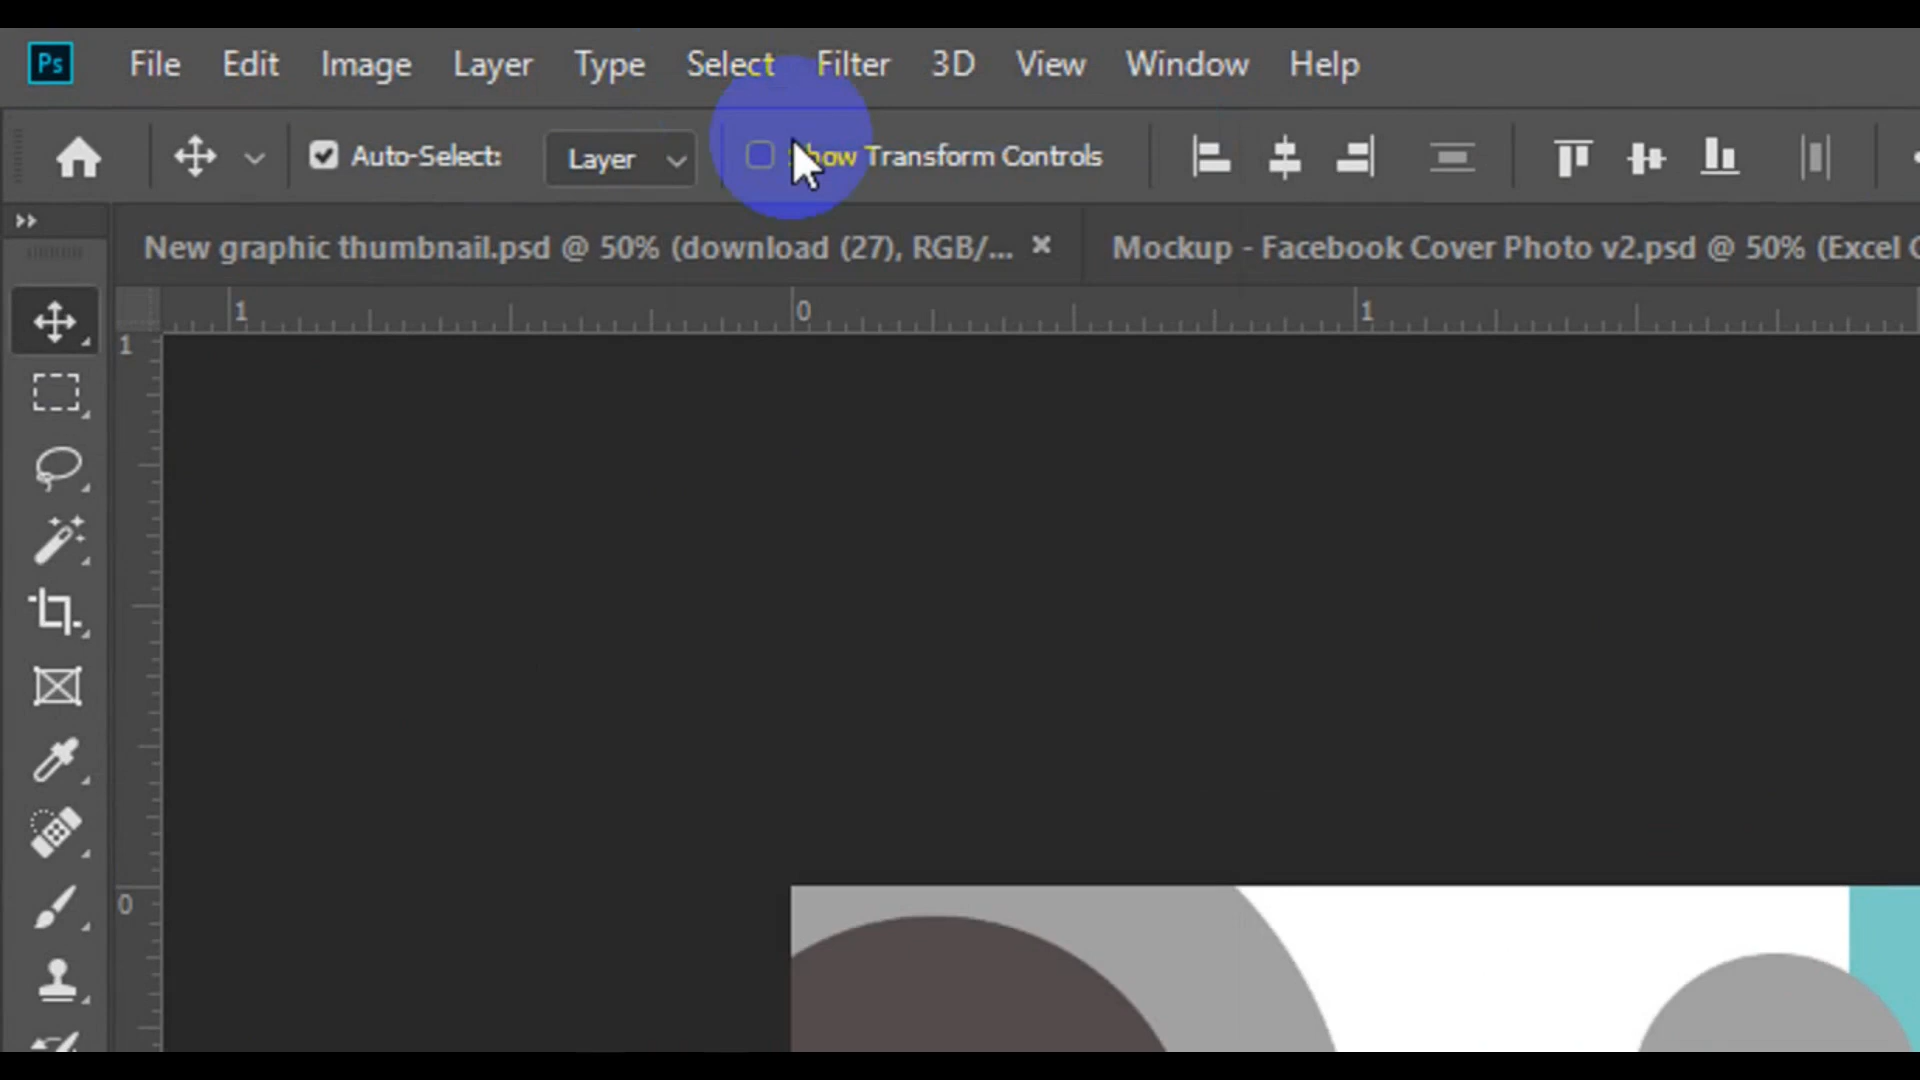 Ps File Edit Image Layer Type Select Filter 3D View Window Help
Auto-Select: Layer Show Transform Controls
New graphic thumbnail.psd @ 50% (download (27), RGB/... × Mockup - Facebook Cover Photo v2.psd @ 50% (Excel
1 0 1
1
0